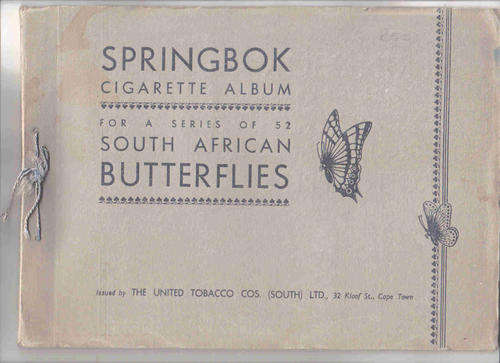 SPRINGBOK
CIGARETTE ALBUM
FOR A SERIES OF 52
SOUTH AFRICAN
BUTTERFLIES
Issued by THE UNITED TOBACCO COS. (SOUTH) LTD., 32 Kloof St., Cape Town